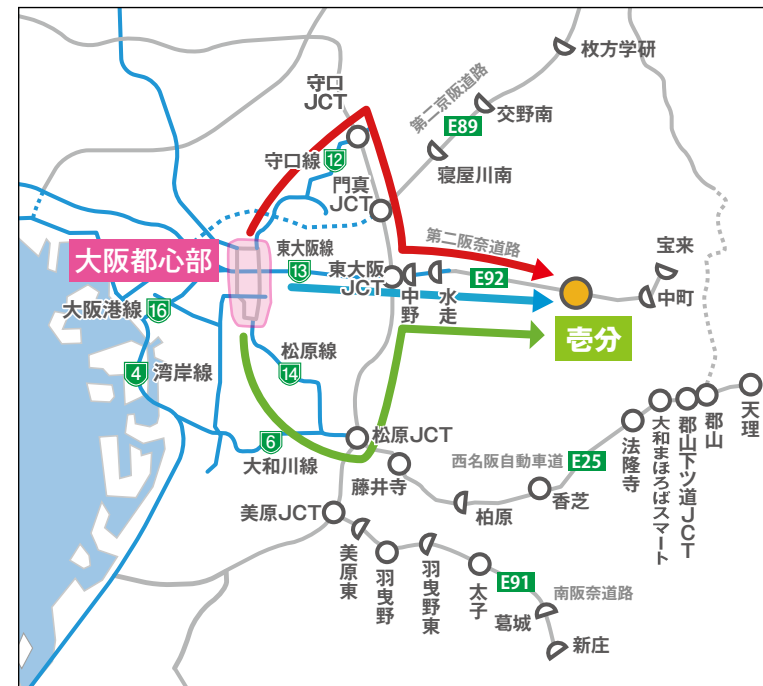 枚方学研
守口
JCT
第二京阪道路
E89
交野南
守口線
12
寝屋川南
門真
JCT
第二阪奈道路
宝来
大阪都心部
東大阪線
13
東大阪
JCT
E92
中野
水走
中町
大阪港線
16
壱分
4
湾岸線
松原線
14
6
大和川線
松原JCT
西名阪自動車道
E25
天理
郡山
郡山下ツ道JCT
大和まほろばスマート
法隆寺
藤井寺
香芝
柏原
美原JCT
美原東
羽曳野
羽曳野東
太子
E91
南阪奈道路
葛城
新庄